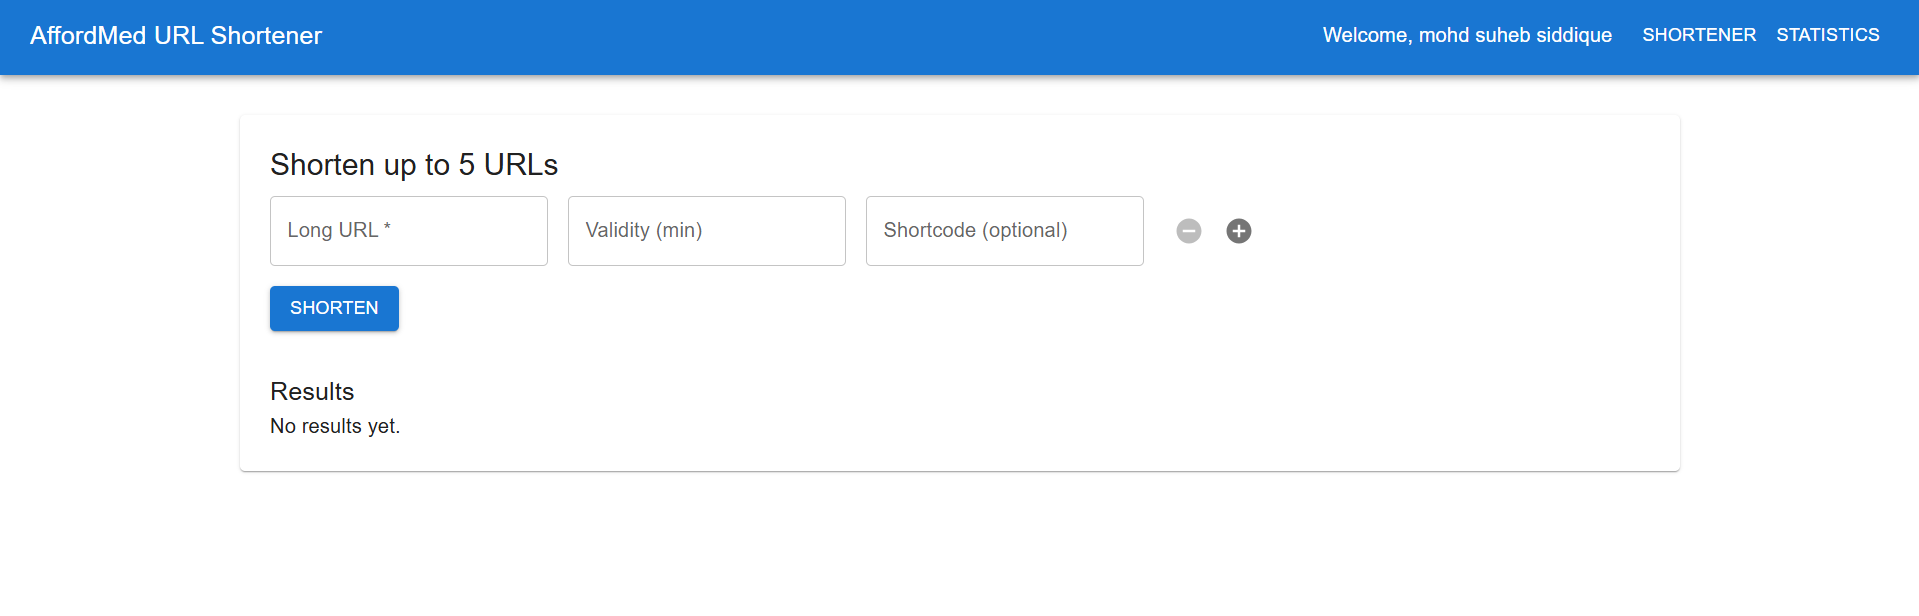 AffordMed URL Shortener
Welcome, mohd suheb siddique SHORTENER STATISTICS
Shorten up to 5 URLs
Long URL * Validity (min) Shortcode (optional)
SHORTEN
Results
No results yet.